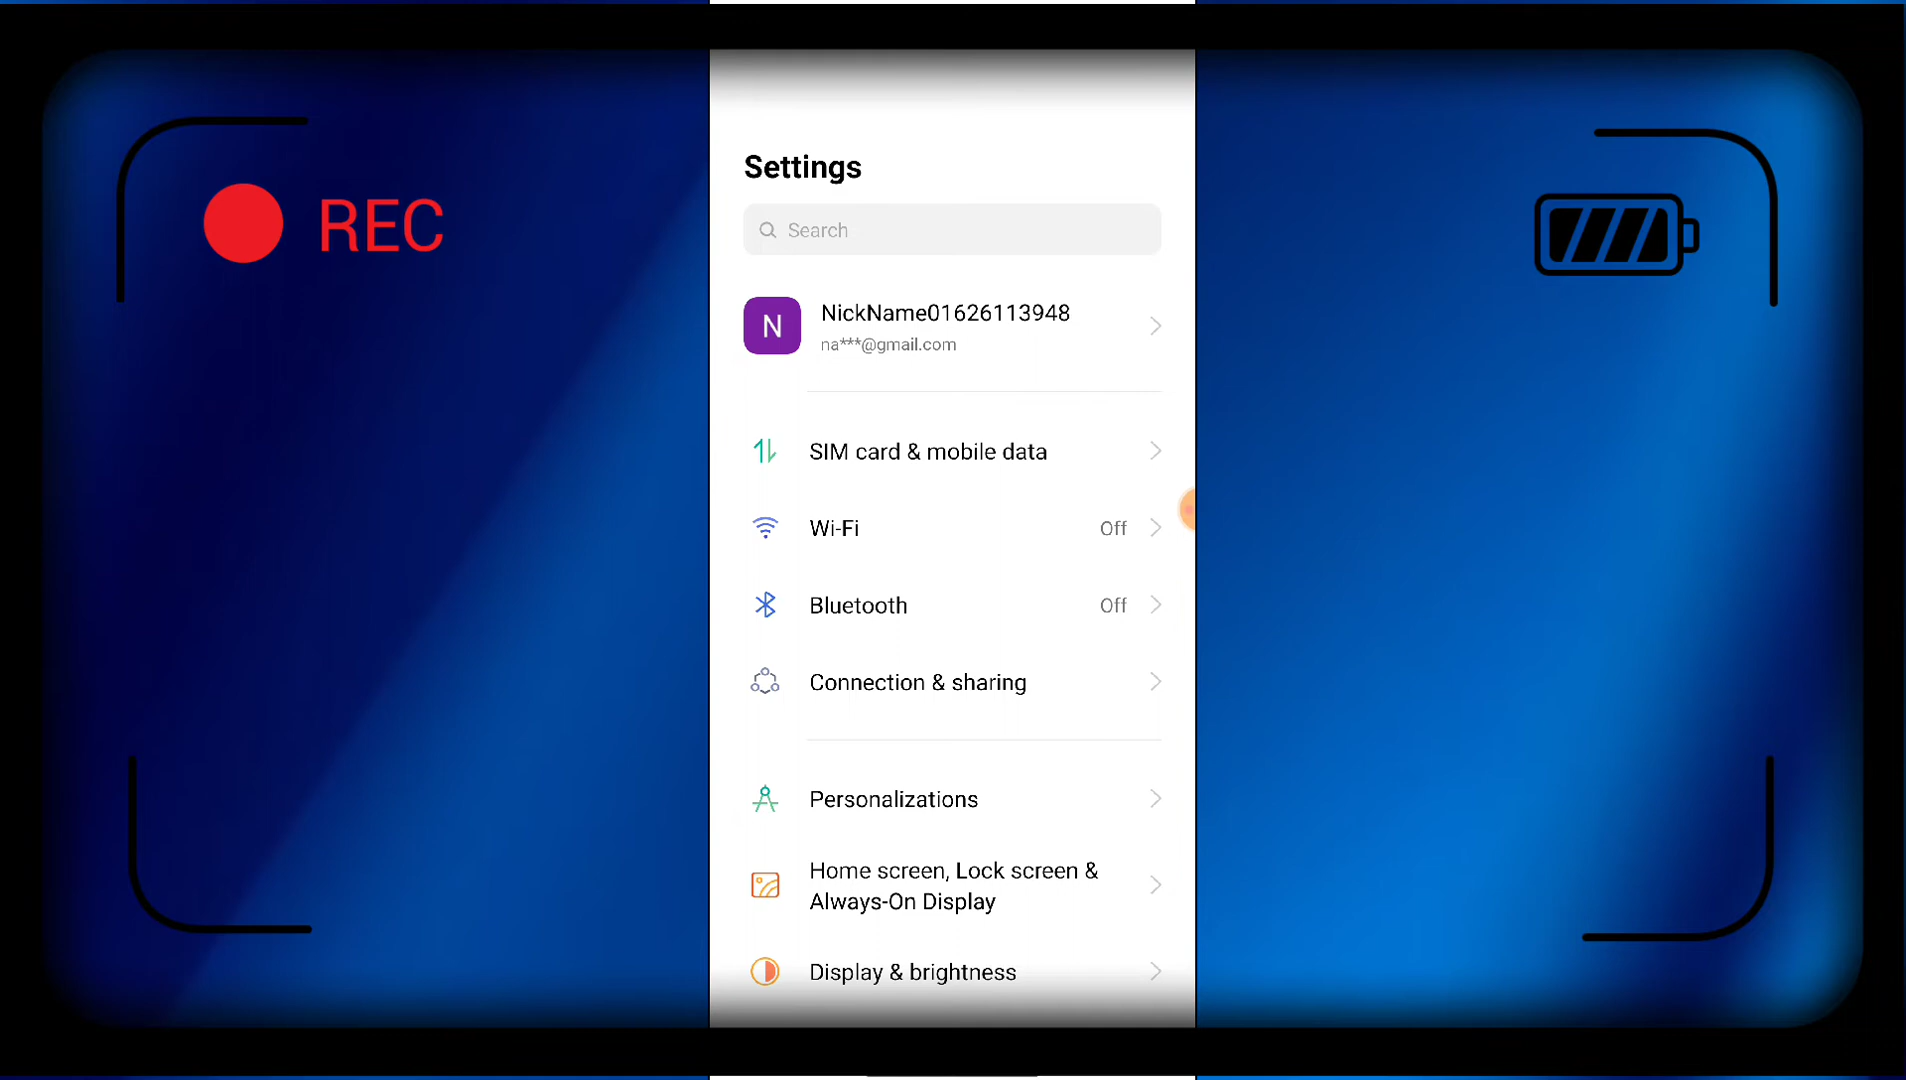 REC
Settings
Search
N
NickName01626113948
na***@gmail.com
SIM card & mobile data
Wi-Fi Off
Bluetooth Off
Connection & sharing
Personalizations
Home screen, Lock screen &
Always-On Display
Display & brightness